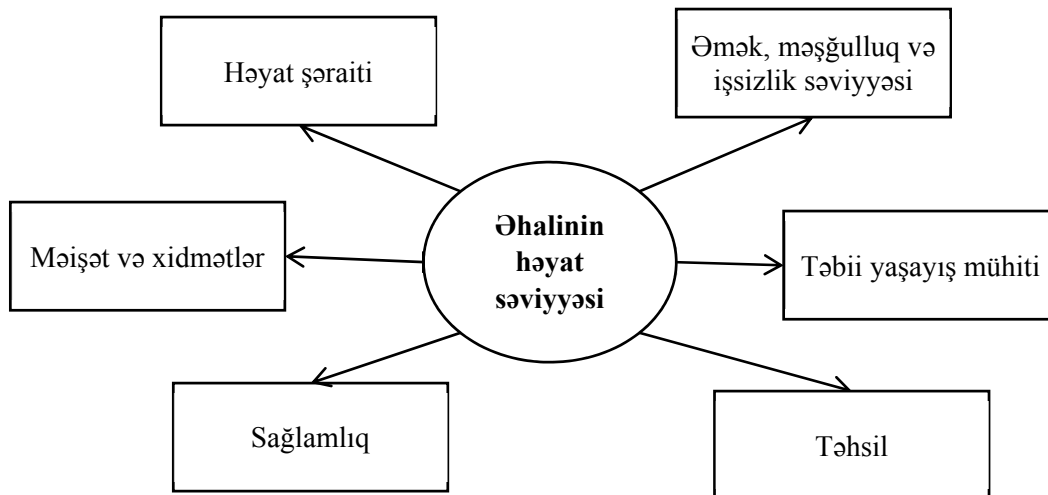 Həyat şəraiti
Əmək, məşğulluq və
işsizlik səviyyəsi
Məişət və xidmətlər
Əhalinin
həyat
səviyyəsi
Təbii yaşayış mühiti
Sağlamlıq
Təhsil